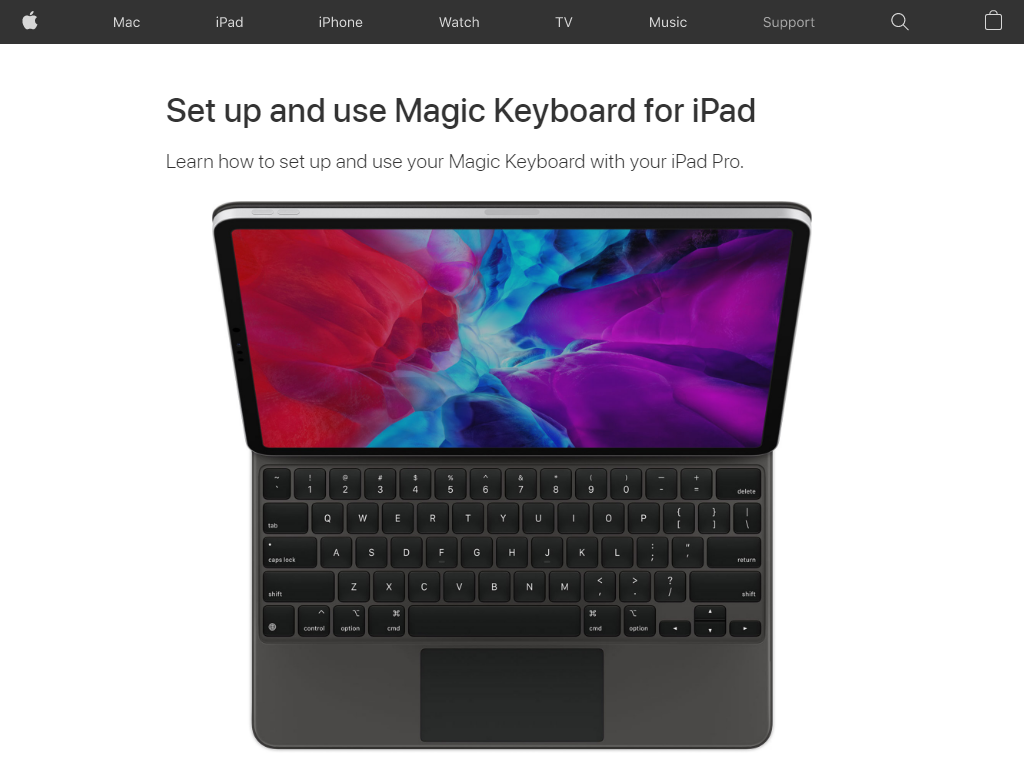 Mac iPad iPhone Watch TV Music Support
Set up and use Magic Keyboard for iPad
Learn how to set up and use your Magic Keyboard with your iPad Pro.
~ ! @ # $ % ^ & * ( ) — +
` 1 2 3 4 5 6 7 8 9 0 - = delete
tab Q W E R T Y U I O P { [ } ] | \
caps lock A S D F G H J K L : ; " ' return
shift Z X C V B N M < , > . ? / shift
control option cmd cmd option